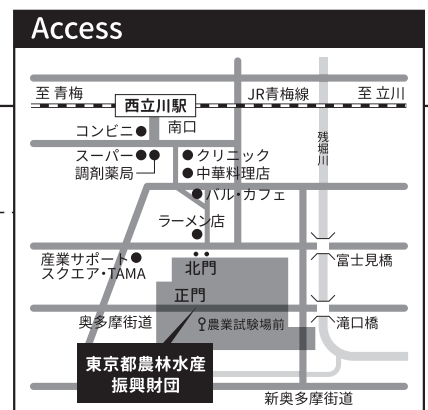 Access
至 青梅
西立川駅
JR青梅線
至 立川
コンビニ
南口
残堀川
スーパー
調剤薬局
クリニック
中華料理店
バル・カフェ
ラーメン店
産業サポート
スクエア・TAMA
北門
富士見橋
正門
奥多摩街道
農業試験場前
滝口橋
東京都農林水産
振興財団
新奥多摩街道